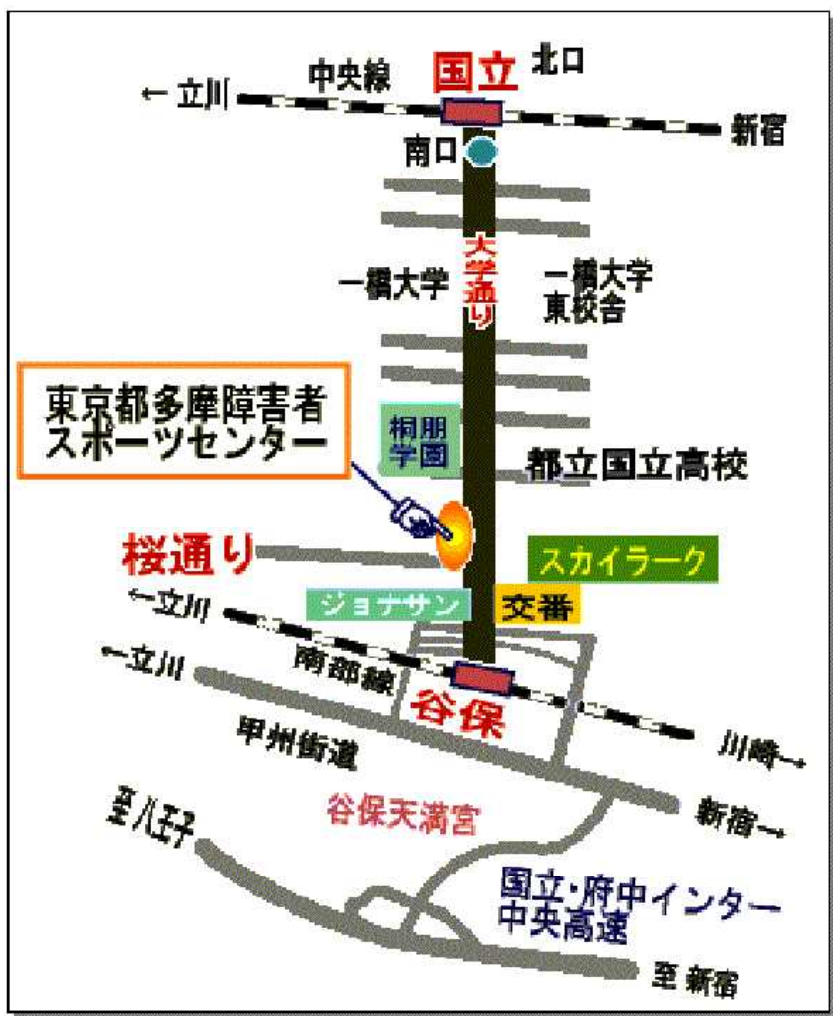 国立
北口
中央線
← 立川
新宿
南口
大学通り
一橋大学
一橋大学
東校舎
東京都多摩障害者
スポーツセンター
桐朋
学園
都立国立高校
桜通り
スカイラーク
ジョナサン
交番
←立川
←立川
南部線
谷保
川崎→
甲州街道
新宿→
谷保天満宮
至八王子
国立・府中インター
中央高速
至 新宿